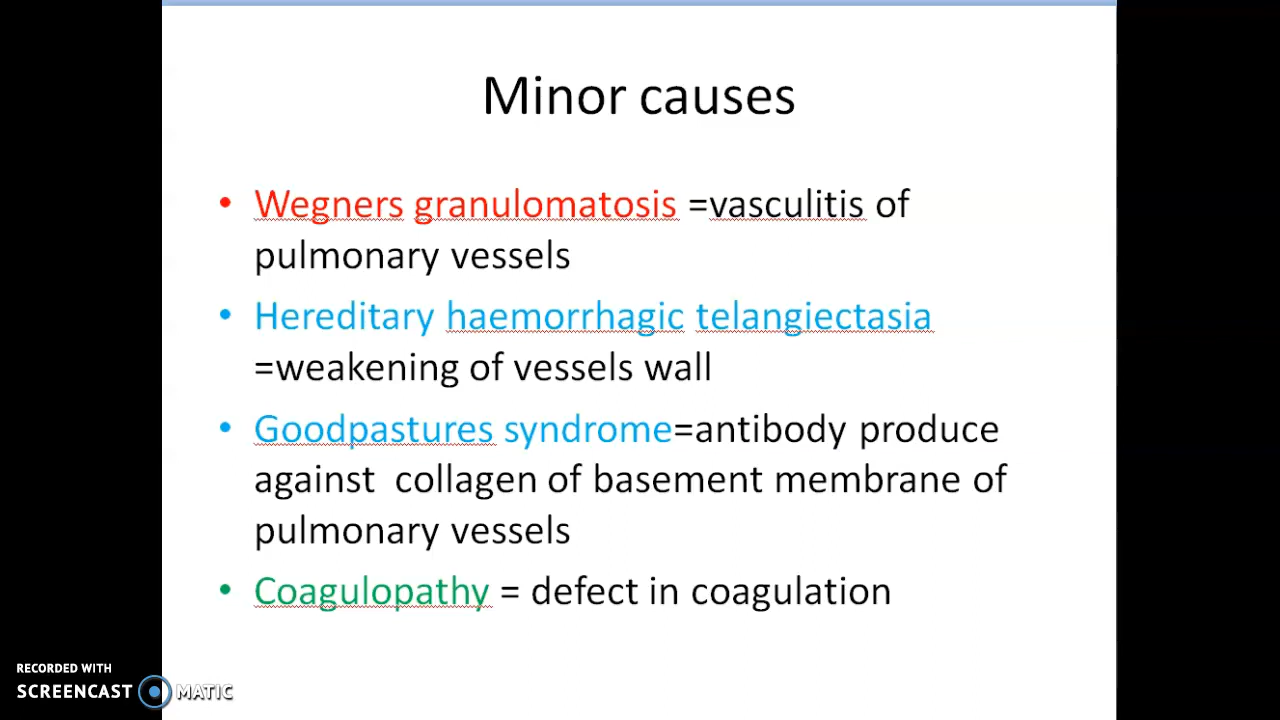 Minor causes
• Wegners granulomatosis =vasculitis of
pulmonary vessels
• Hereditary haemorrhagic telangiectasia
=weakening of vessels wall
• Goodpastures syndrome=antibody produce
against  collagen of basement membrane of
pulmonary vessels
• Coagulopathy = defect in coagulation
RECORDED WITH
SCREENCAST MATIC